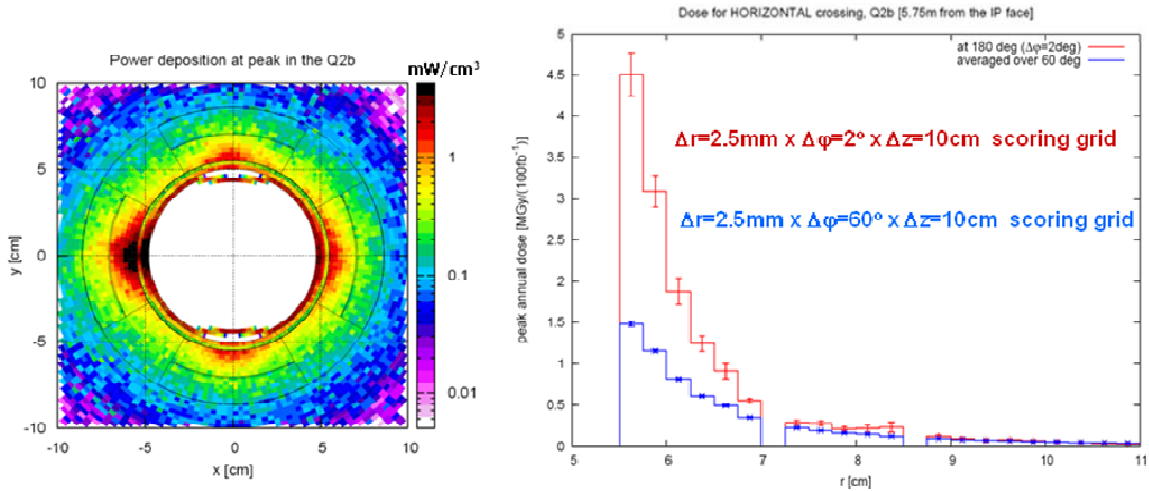 Power deposition at peak in the Q2b
mW/cm³
10
5
0
-5
-10
y [cm]
-10
-5
0
5
10
x [cm]
1
0.1
0.01
Dose for HORIZONTAL crossing, Q2b [5.75m from the IP face]
at 180 deg (Δφ=2deg)
averaged over 60 deg
Δr=2.5mm x Δφ=2º x Δz=10cm scoring grid
Δr=2.5mm x Δφ=60º x Δz=10cm scoring grid
peak annual dose [MGy/(100fb⁻¹)]
5
4.5
4
3.5
3
2.5
2
1.5
1
0.5
0
5
6
7
8
9
10
11
r [cm]